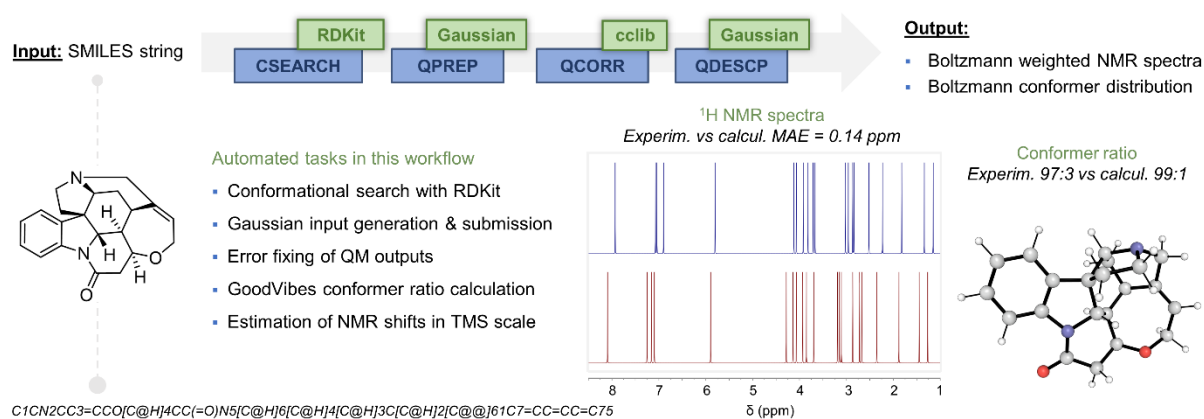 Input: SMILES string
RDKit
Gaussian
cclib
Gaussian
CSEARCH
QPREP
QCORR
QDESCP
Output:
▪ Boltzmann weighted NMR spectra
▪ Boltzmann conformer distribution
Automated tasks in this workflow
▪ Conformational search with RDKit
▪ Gaussian input generation & submission
▪ Error fixing of QM outputs
▪ GoodVibes conformer ratio calculation
▪ Estimation of NMR shifts in TMS scale
N
H
H
N
H
O
O
¹H NMR spectra
Experim. vs calcul. MAE = 0.14 ppm
8 7 6 5 4 3 2 1
δ (ppm)
Conformer ratio
Experim. 97:3 vs calcul. 99:1
C1CN2CC3=CCO[C@H]4CC(=O)N5[C@H]6[C@H]4[C@H]3C[C@H]2[C@@]61C7=CC=CC=C75